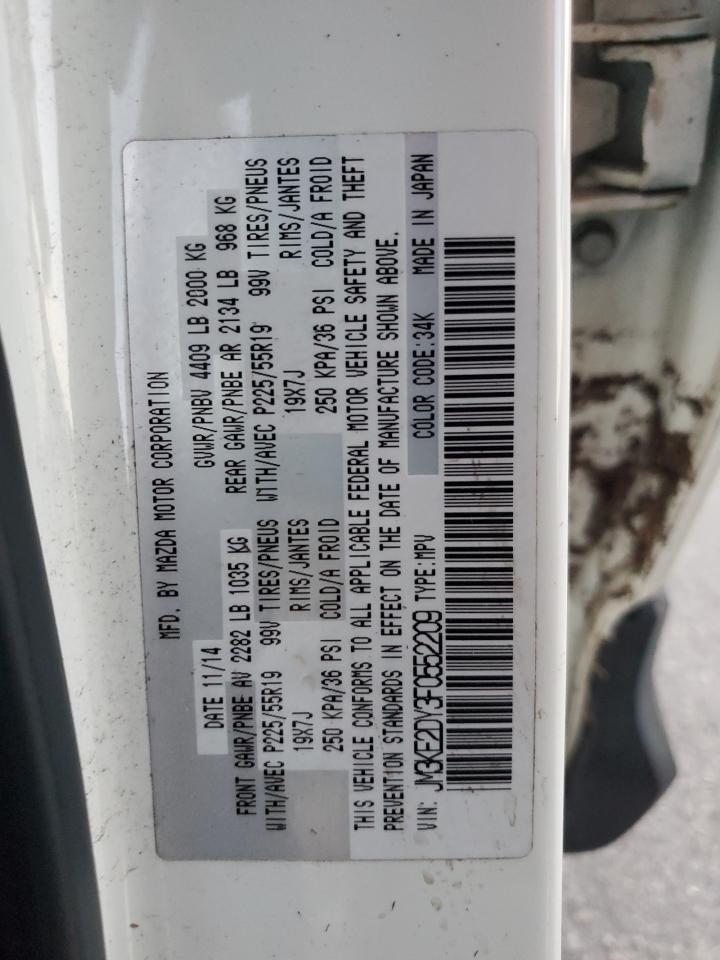 MFD. BY MAZDA MOTOR CORPORATION
DATE 11/14 GVWR/PNBV 4409 LB 2000 KG
FRONT GAWR/PNBE AV 2282 LB 1035 KG REAR GAWR/PNBE AR 2134 LB 968 KG
WITH/AVEC P225/55R19 99V TIRES/PNEUS WITH/AVEC P225/55R19 99V TIRES/PNEUS
19X7J RIMS/JANTES 19X7J RIMS/JANTES
250 KPA/36 PSI COLD/A FROID 250 KPA/36 PSI COLD/A FROID
THIS VEHICLE CONFORMS TO ALL APPLICABLE FEDERAL MOTOR VEHICLE SAFETY AND THEFT
PREVENTION STANDARDS IN EFFECT ON THE DATE OF MANUFACTURE SHOWN ABOVE.
VIN: JM3KE2DY3F0552209 TYPE:MPV COLOR CODE:34K MADE IN JAPAN